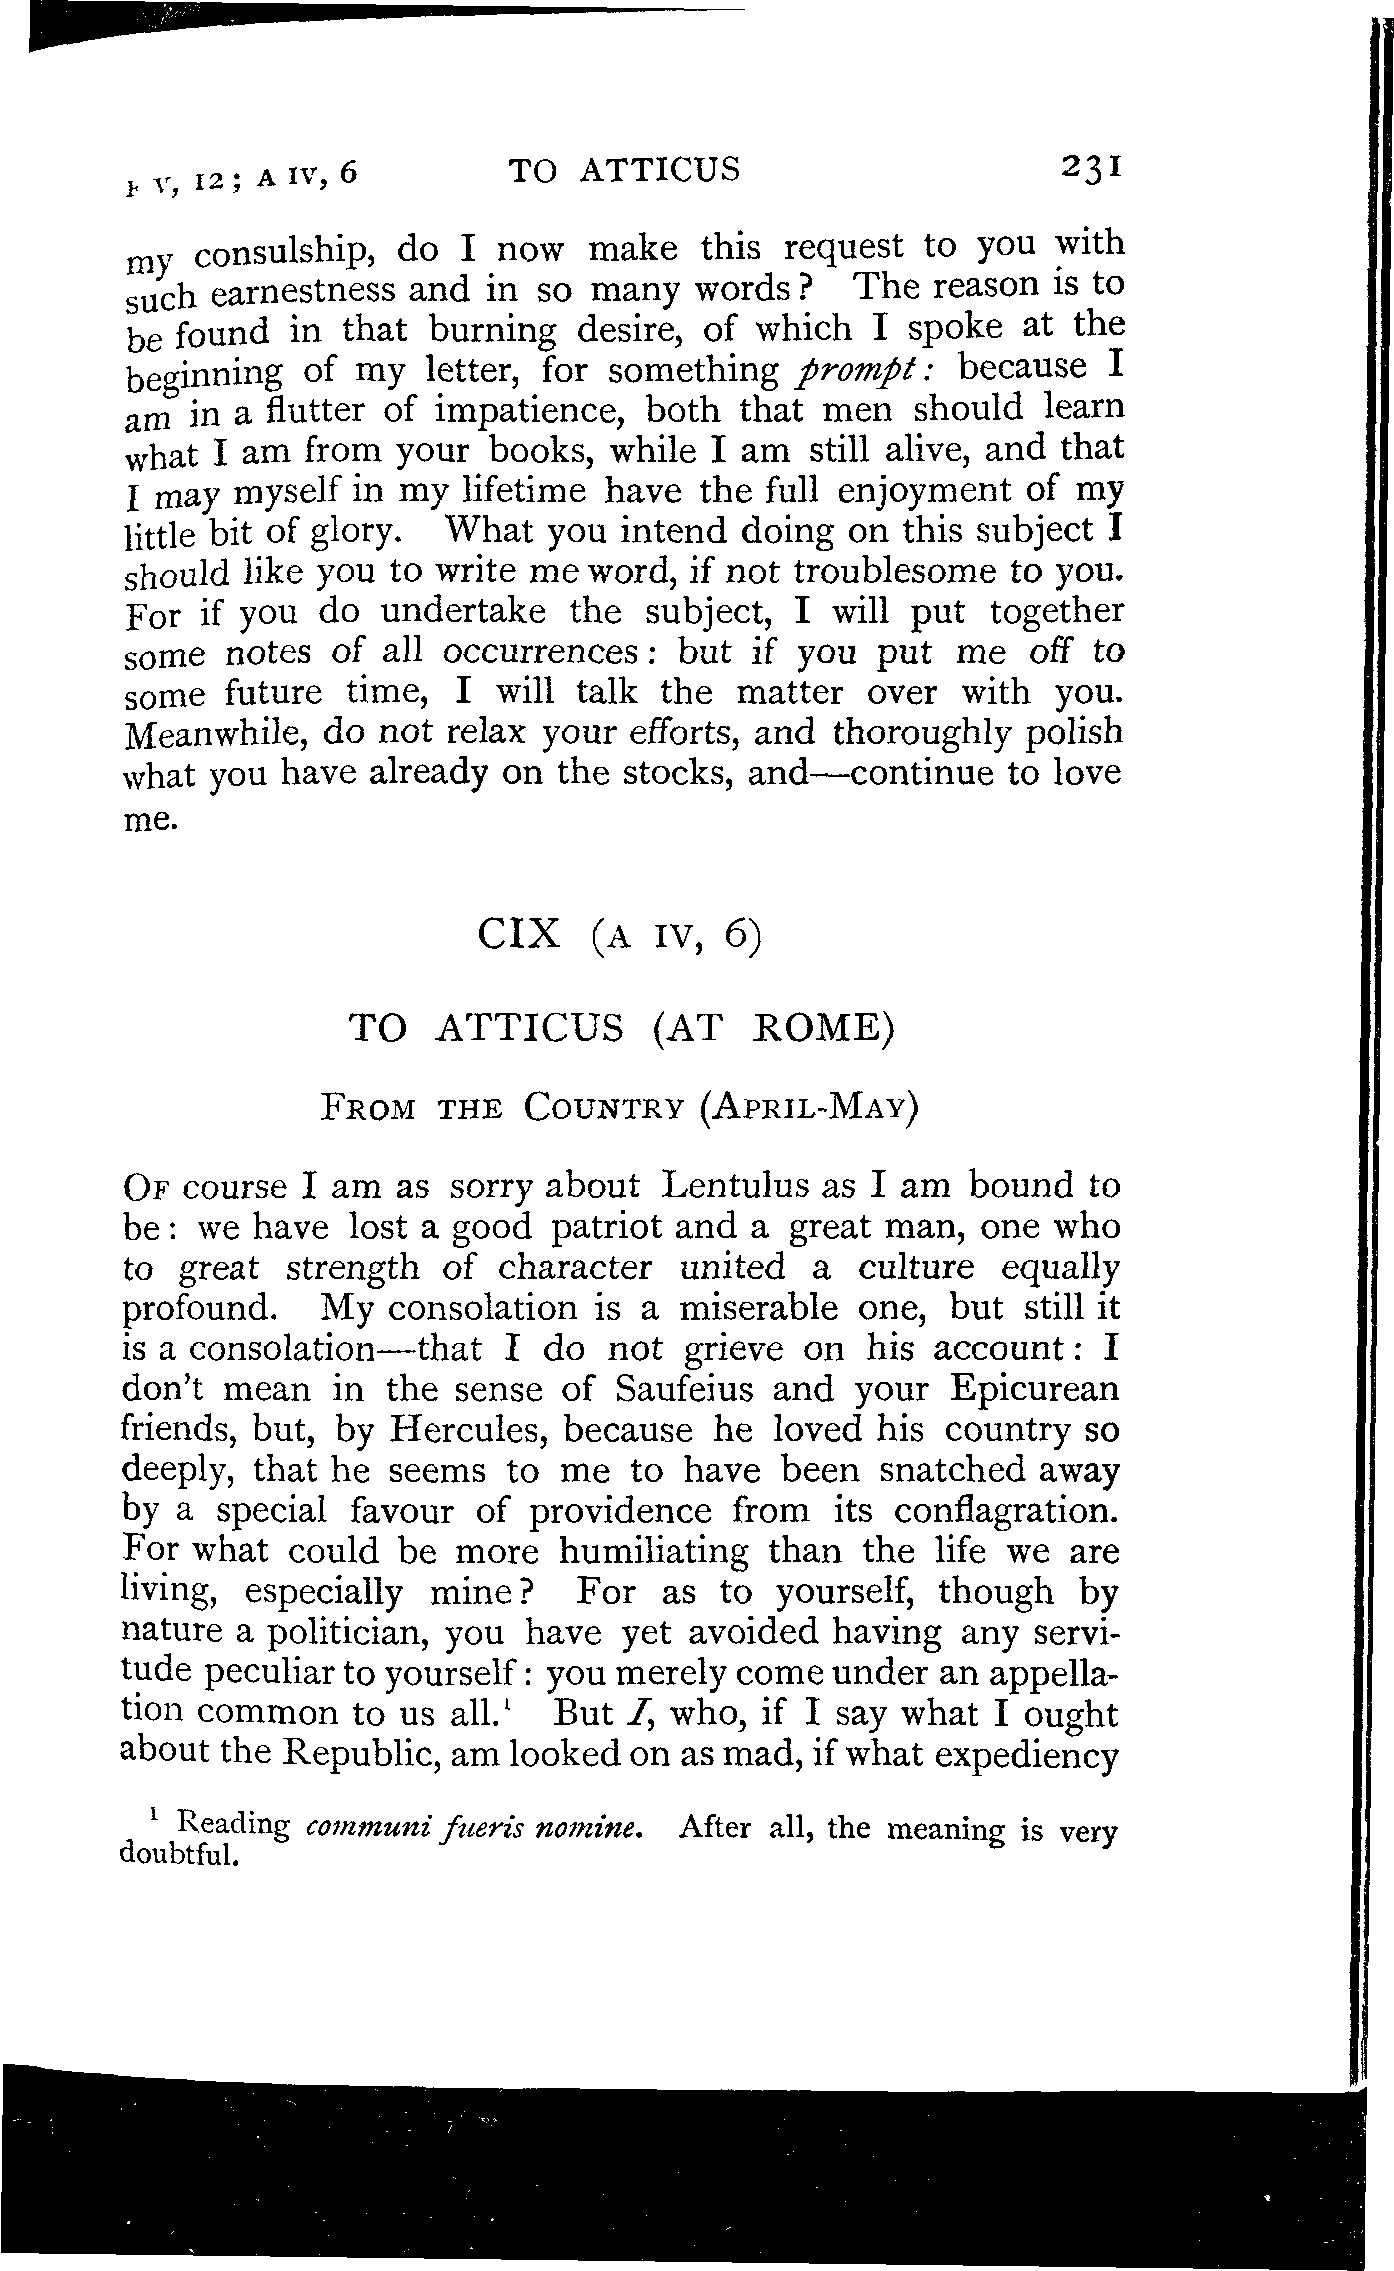 F V, 12; A IV, 6 TO ATTICUS 231
my consulship, do I now make this request to you with
such earnestness and in so many words? The reason is to
be found in that burning desire, of which I spoke at the
beginning of my letter, for something prompt: because I
am in a flutter of impatience, both that men should learn
what I am from your books, while I am still alive, and that
I may myself in my lifetime have the full enjoyment of my
little bit of glory. What you intend doing on this subject I
should like you to write me word, if not troublesome to you.
For if you do undertake the subject, I will put together
some notes of all occurrences: but if you put me off to
some future time, I will talk the matter over with you.
Meanwhile, do not relax your efforts, and thoroughly polish
what you have already on the stocks, and—continue to love
me.
CIX (A IV, 6)
TO ATTICUS (AT ROME)
FROM THE COUNTRY (APRIL-MAY)
OF course I am as sorry about Lentulus as I am bound to
be: we have lost a good patriot and a great man, one who
to great strength of character united a culture equally
profound. My consolation is a miserable one, but still it
is a consolation—that I do not grieve on his account: I
don't mean in the sense of Saufeius and your Epicurean
friends, but, by Hercules, because he loved his country so
deeply, that he seems to me to have been snatched away
by a special favour of providence from its conflagration.
For what could be more humiliating than the life we are
living, especially mine? For as to yourself, though by
nature a politician, you have yet avoided having any servi-
tude peculiar to yourself: you merely come under an appella-
tion common to us all.¹ But I, who, if I say what I ought
about the Republic, am looked on as mad, if what expediency
¹ Reading communi fueris nomine. After all, the meaning is very
doubtful.